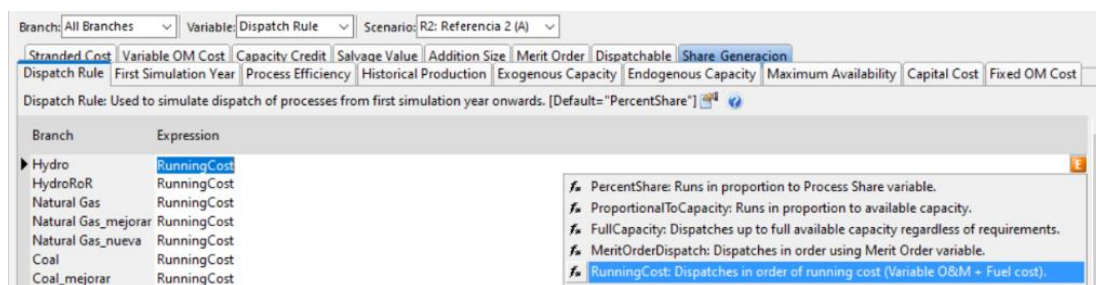 Branch: All Branches Variable: Dispatch Rule Scenario: R2: Referencia 2 (A)
Stranded Cost Variable OM Cost Capacity Credit Salvage Value Addition Size Merit Order Dispatchable Share Generacion
Dispatch Rule First Simulation Year Process Efficiency Historical Production Exogenous Capacity Endogenous Capacity Maximum Availability Capital Cost Fixed OM Cost
Dispatch Rule: Used to simulate dispatch of processes from first simulation year onwards. [Default="PercentShare"]
Branch Expression
Hydro RunningCost E
HydroRoR RunningCost
Natural Gas RunningCost
Natural Gas_mejorar RunningCost
Natural Gas_nueva RunningCost
Coal RunningCost
Coal_mejorar RunningCost
fx PercentShare: Runs in proportion to Process Share variable.
fx ProportionalToCapacity: Runs in proportion to available capacity.
fx FullCapacity: Dispatches up to full available capacity regardless of requirements.
fx MeritOrderDispatch: Dispatches in order using Merit Order variable.
fx RunningCost: Dispatches in order of running cost (Variable O&M + Fuel cost).